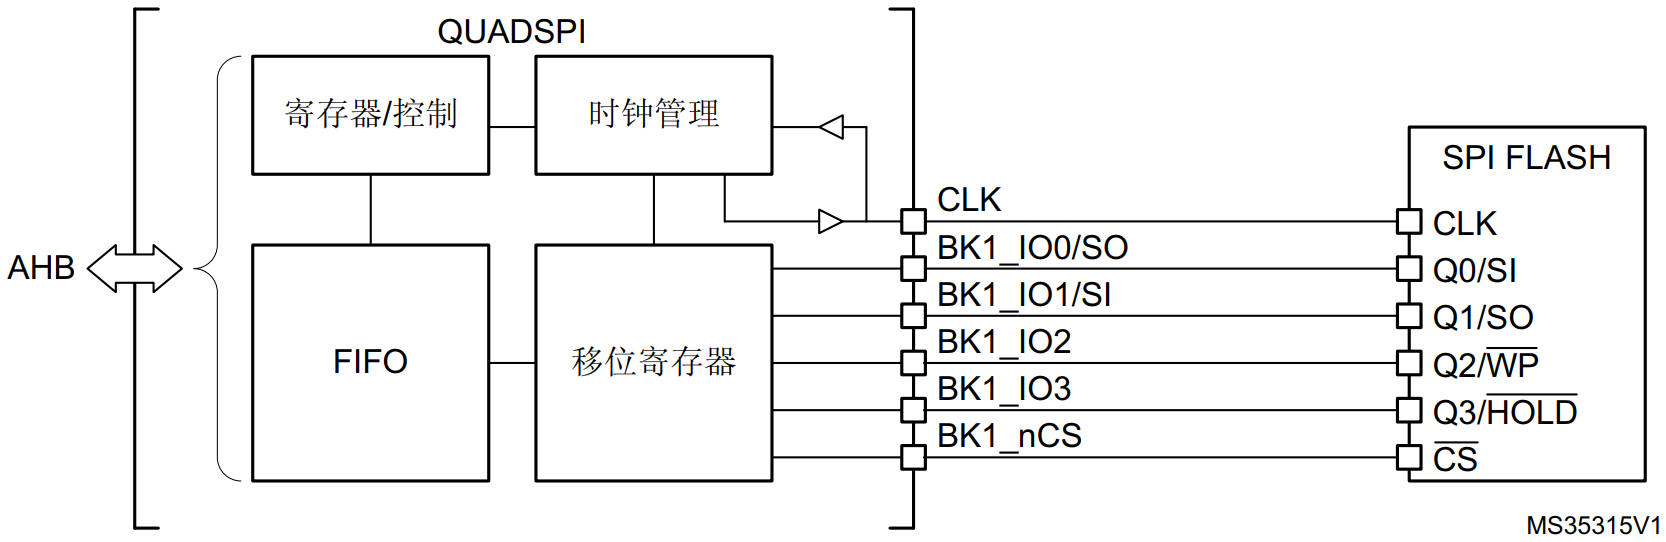 QUADSPI
寄存器/控制
时钟管理
SPI FLASH
CLK
CLK
BK1_IO0/SO
AHB
Q0/SI
BK1_IO1/SI
Q1/SO
BK1_IO2
FIFO
移位寄存器
Q2/WP
BK1_IO3
Q3/HOLD
BK1_nCS
CS
MS35315V1